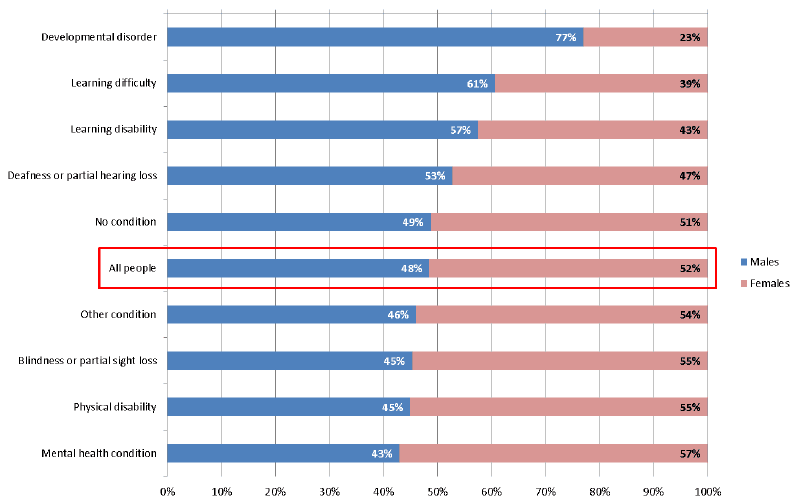 Developmental disorder 77% 23%
Learning difficulty 61% 39%
Learning disability 57% 43%
Deafness or partial hearing loss 53% 47%
No condition 49% 51%
All people 48% 52%
Males
Females
Other condition 46% 54%
Blindness or partial sight loss 45% 55%
Physical disability 45% 55%
Mental health condition 43% 57%
0% 10% 20% 30% 40% 50% 60% 70% 80% 90% 100%